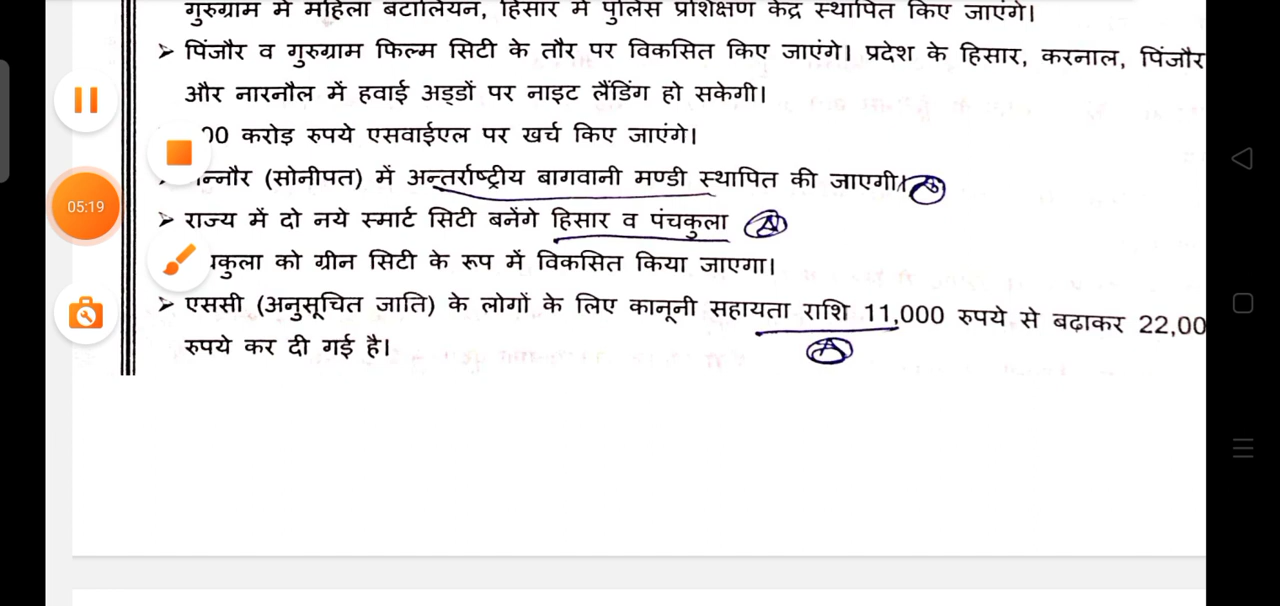 गुरुग्राम में महिला बटालियन, हिसार में पुलिस प्रशिक्षण केंद्र स्थापित किए जाएंगे।
➢ पिंजौर व गुरुग्राम फिल्म सिटी के तौर पर विकसित किए जाएंगे। प्रदेश के हिसार, करनाल, पिंजौर
और नारनौल में हवाई अड्डों पर नाइट लैंडिंग हो सकेगी।
करोड़ रुपये एसवाईएल पर खर्च किए जाएंगे।
(सोनीपत) में अन्तर्राष्ट्रीय बागवानी मण्डी स्थापित की जाएगी।
➢ राज्य में दो नये स्मार्ट सिटी बनेंगे हिसार व पंचकुला A
को ग्रीन सिटी के रूप में विकसित किया जाएगा।
➢ एससी (अनुसूचित जाति) के लोगों के लिए कानूनी सहायता राशि 11,000 रुपये से बढ़ाकर 22,00
रुपये कर दी गई है।
A
05:19